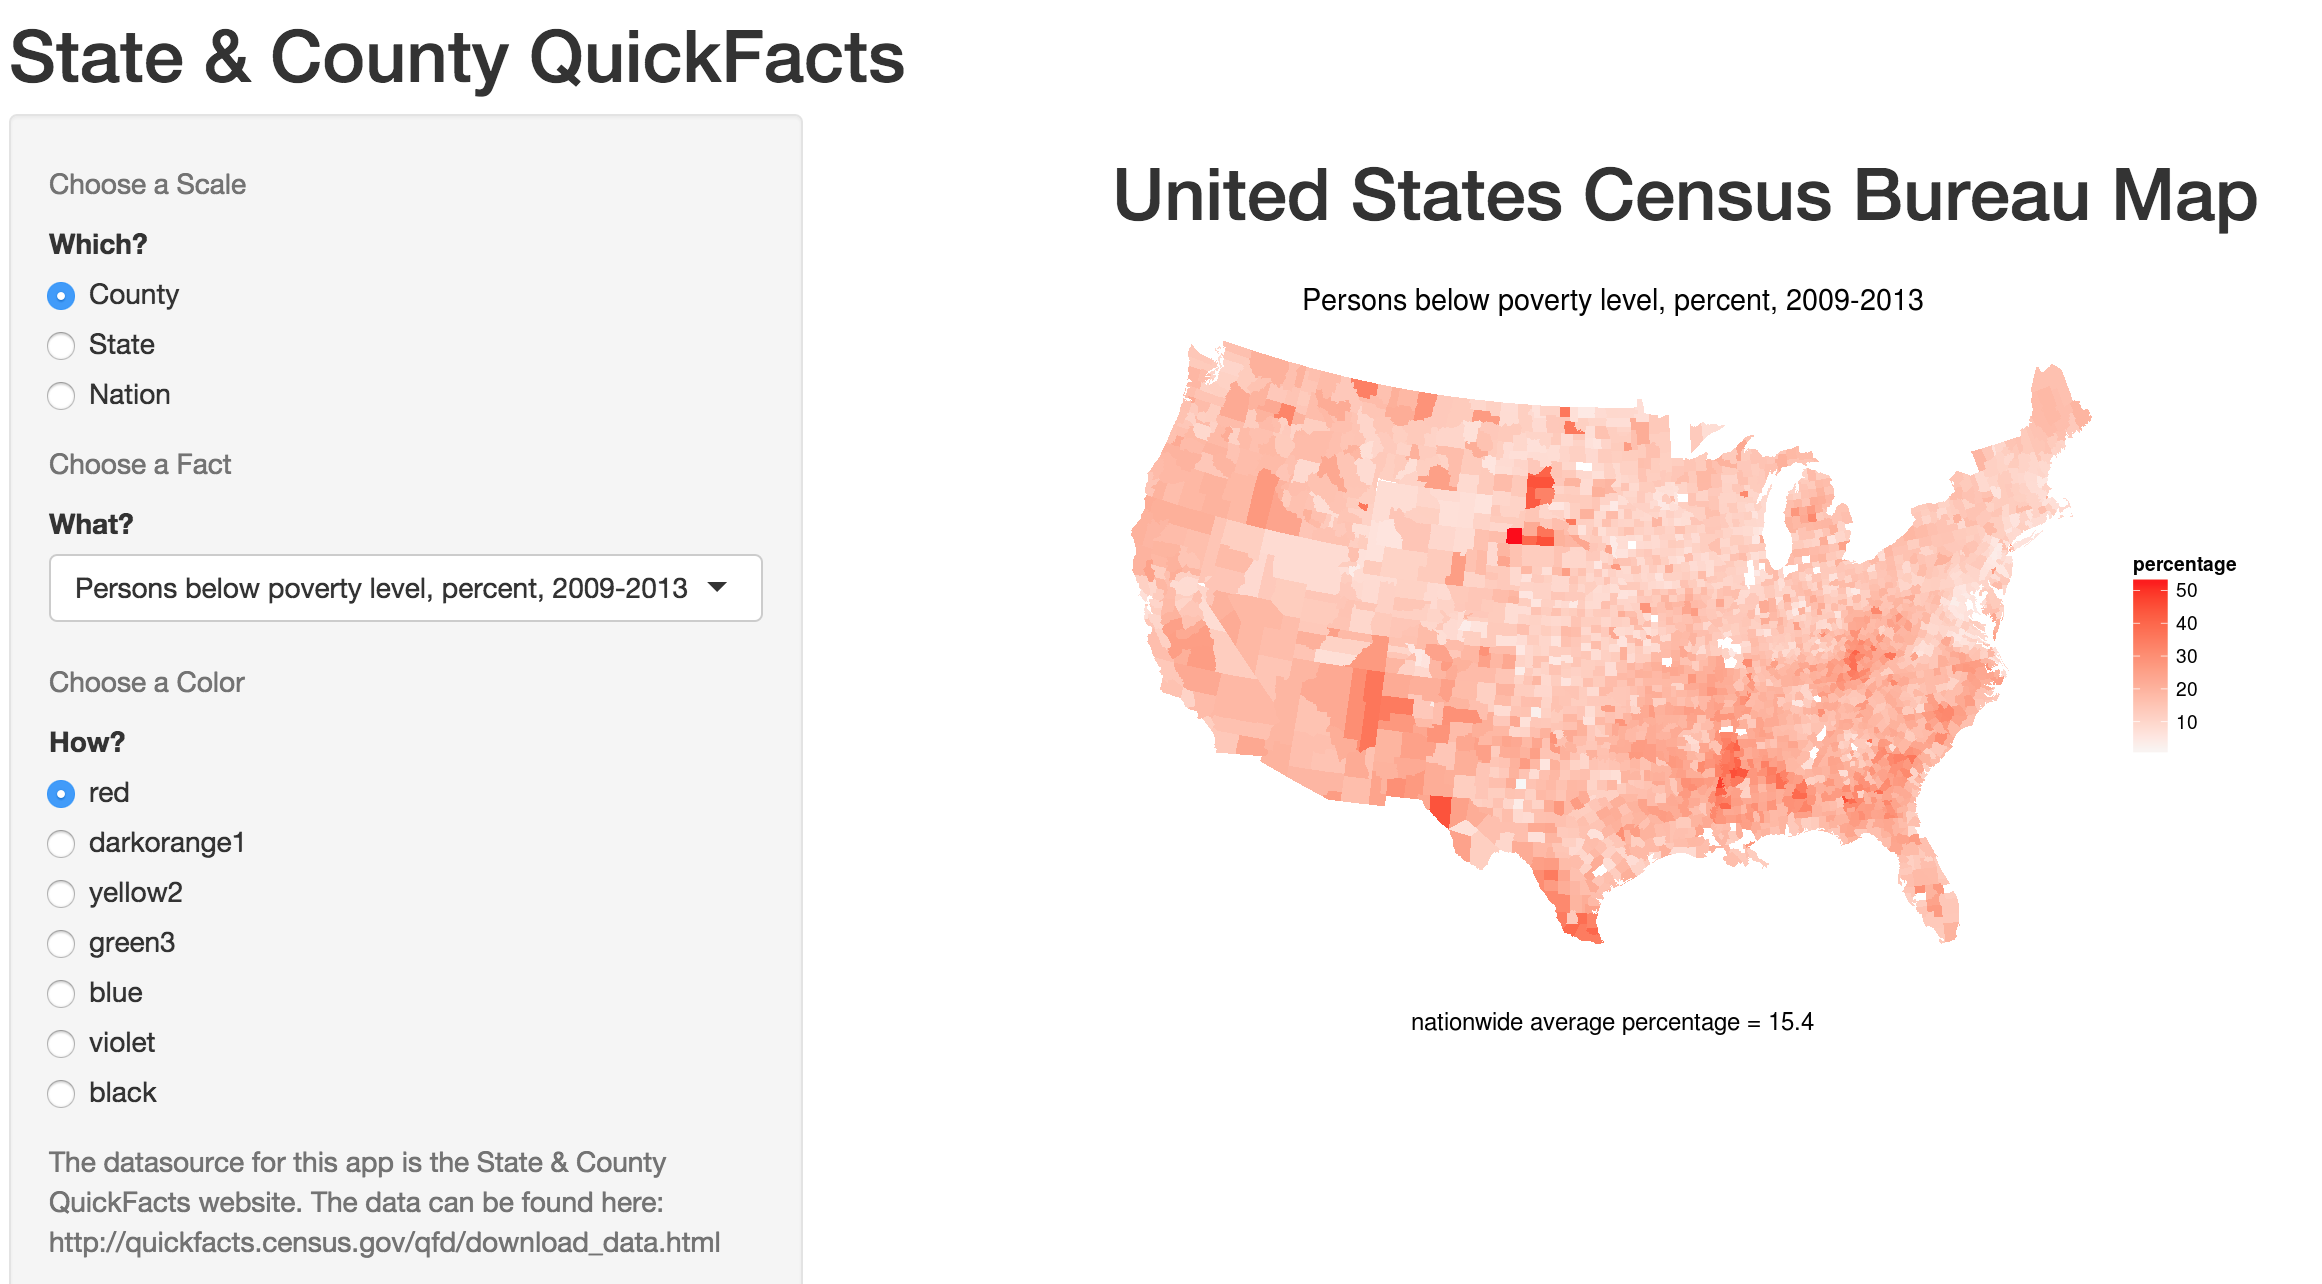 State & County QuickFacts
Choose a Scale
Which?
County
State
Nation
Choose a Fact
What?
Persons below poverty level, percent, 2009-2013
Choose a Color
How?
red
darkorange1
yellow2
green3
blue
violet
black
The datasource for this app is the State & County
QuickFacts website. The data can be found here:
http://quickfacts.census.gov/qfd/download_data.html
United States Census Bureau Map
Persons below poverty level, percent, 2009-2013
percentage
50
40
30
20
10
nationwide average percentage = 15.4